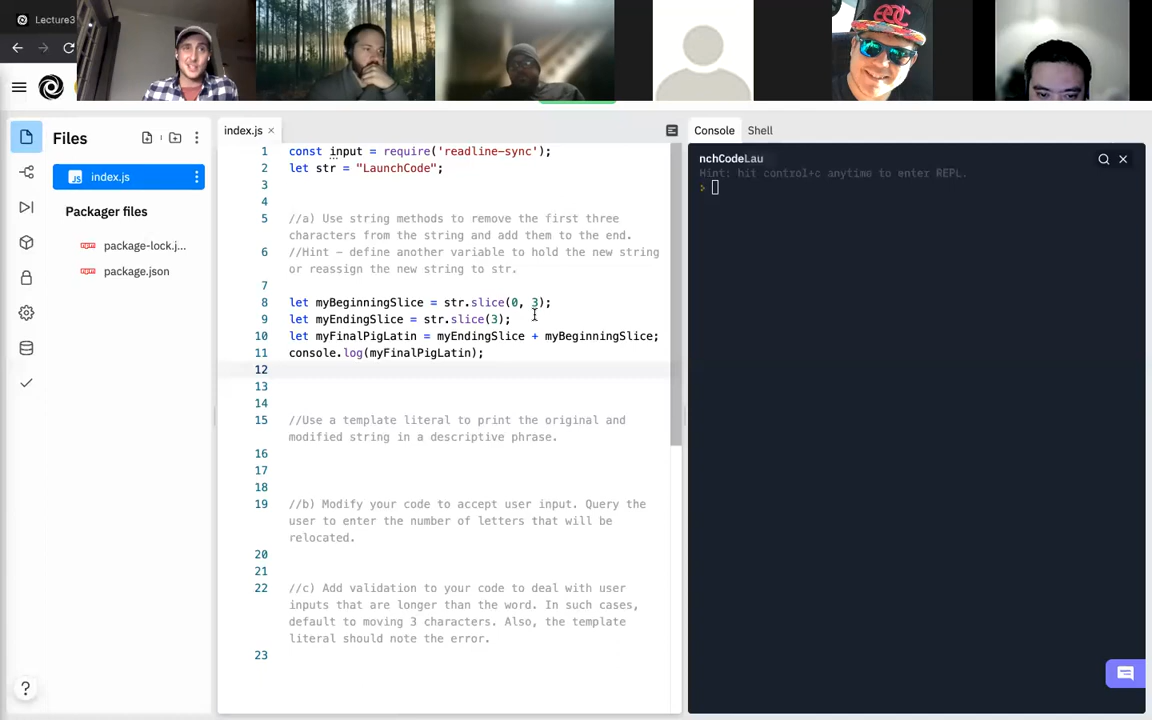 Lecture3
Files
index.js
Packager files
package-lock.j...
package.json
index.js ×
1 const input = require('readline-sync');
2 let str = "LaunchCode";
3
4
5 //a) Use string methods to remove the first three
characters from the string and add them to the end.
6 //Hint - define another variable to hold the new string
or reassign the new string to str.
7
8 let myBeginningSlice = str.slice(0, 3);
9 let myEndingSlice = str.slice(3);
10 let myFinalPigLatin = myEndingSlice + myBeginningSlice;
11 console.log(myFinalPigLatin);
12
13
14
15 //Use a template literal to print the original and
modified string in a descriptive phrase.
16
17
18
19 //b) Modify your code to accept user input. Query the
user to enter the number of letters that will be
relocated.
20
21
22 //c) Add validation to your code to deal with user
inputs that are longer than the word. In such cases,
default to moving 3 characters. Also, the template
literal should note the error.
23
Console Shell
nchCodeLau
Hint: hit control+c anytime to enter REPL.
>
?